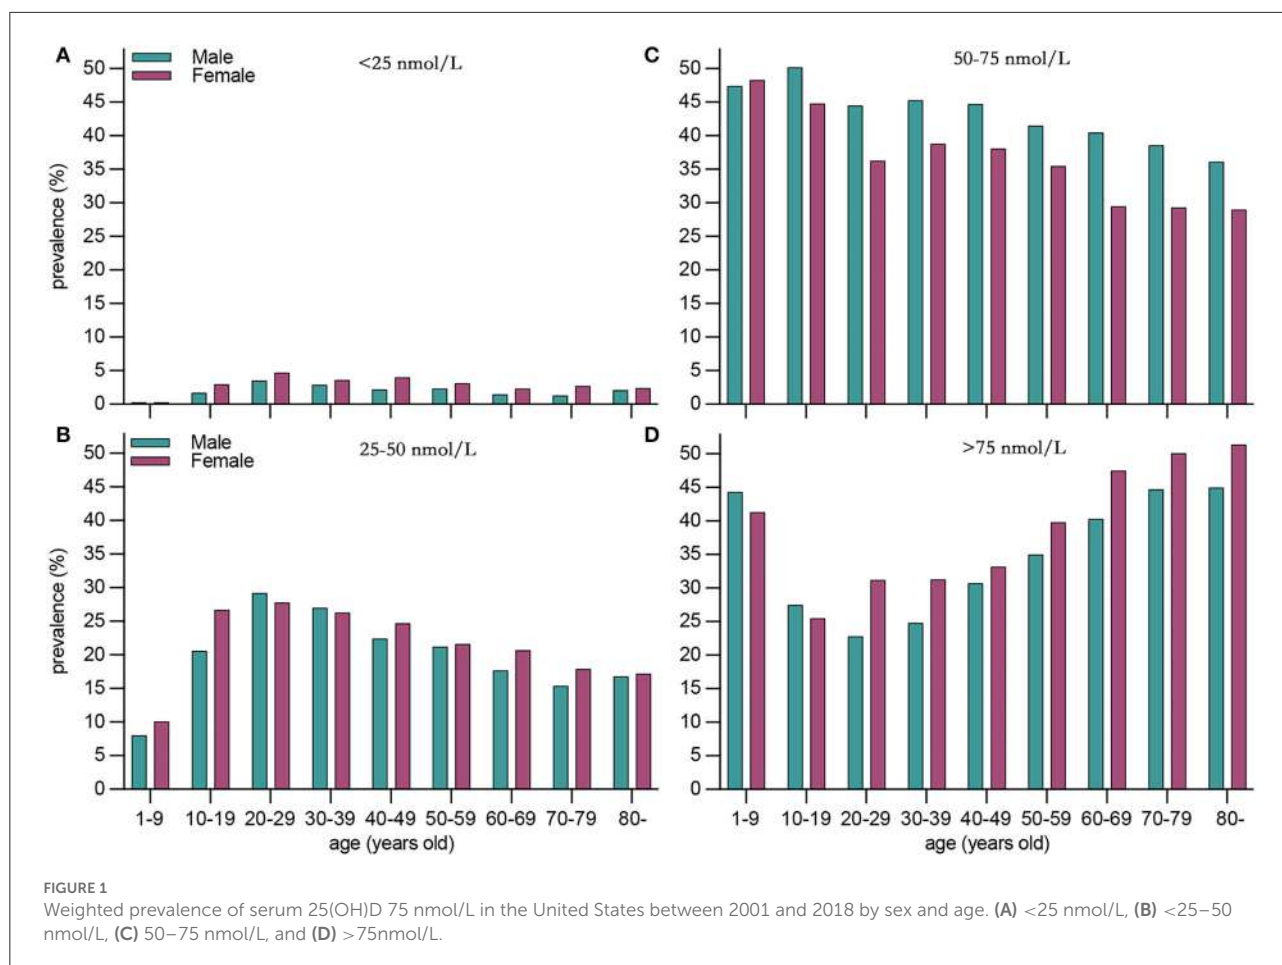 A
Male
Female
<25 nmol/L
prevalence (%)
50
45
40
35
30
25
20
15
10
5
0
C
50-75 nmol/L
50
45
40
35
30
25
20
15
10
5
0
B
Male
Female
25-50 nmol/L
prevalence (%)
50
45
40
35
30
25
20
15
10
5
0
1-9 10-19 20-29 30-39 40-49 50-59 60-69 70-79 80-
age (years old)
D
>75 nmol/L
50
45
40
35
30
25
20
15
10
5
0
1-9 10-19 20-29 30-39 40-49 50-59 60-69 70-79 80-
age (years old)
FIGURE 1
Weighted prevalence of serum 25(OH)D 75 nmol/L in the United States between 2001 and 2018 by sex and age. (A) <25 nmol/L, (B) <25–50
nmol/L, (C) 50–75 nmol/L, and (D) >75nmol/L.